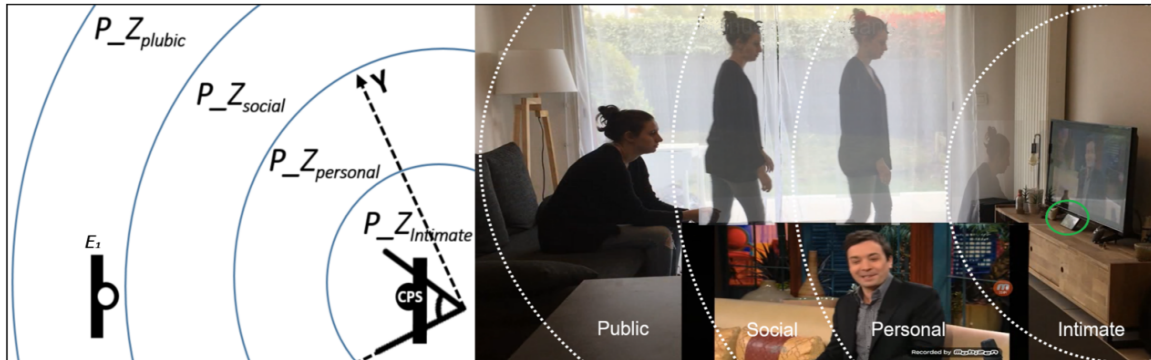 P_Z plubic
P_Z social
P_Z personal
P_Z Intimate
γ
E₁
CPS
Public
Social
Personal
Intimate
Recorded by